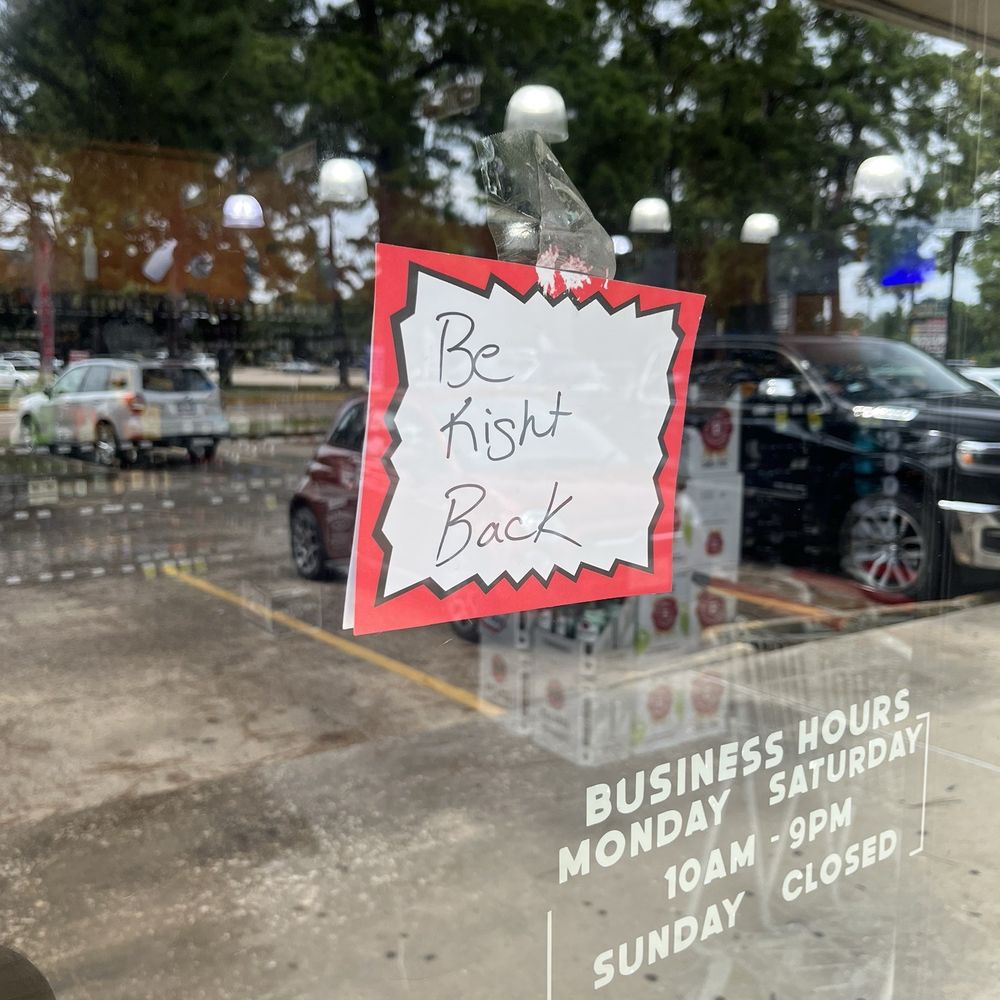 Be
Right
Back
BUSINESS HOURS
MONDAY SATURDAY
10AM - 9PM
SUNDAY CLOSED